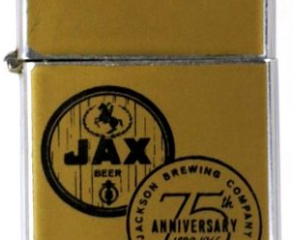 JAX
BEER
JACKSON BREWING COMPANY
75th
ANNIVERSARY